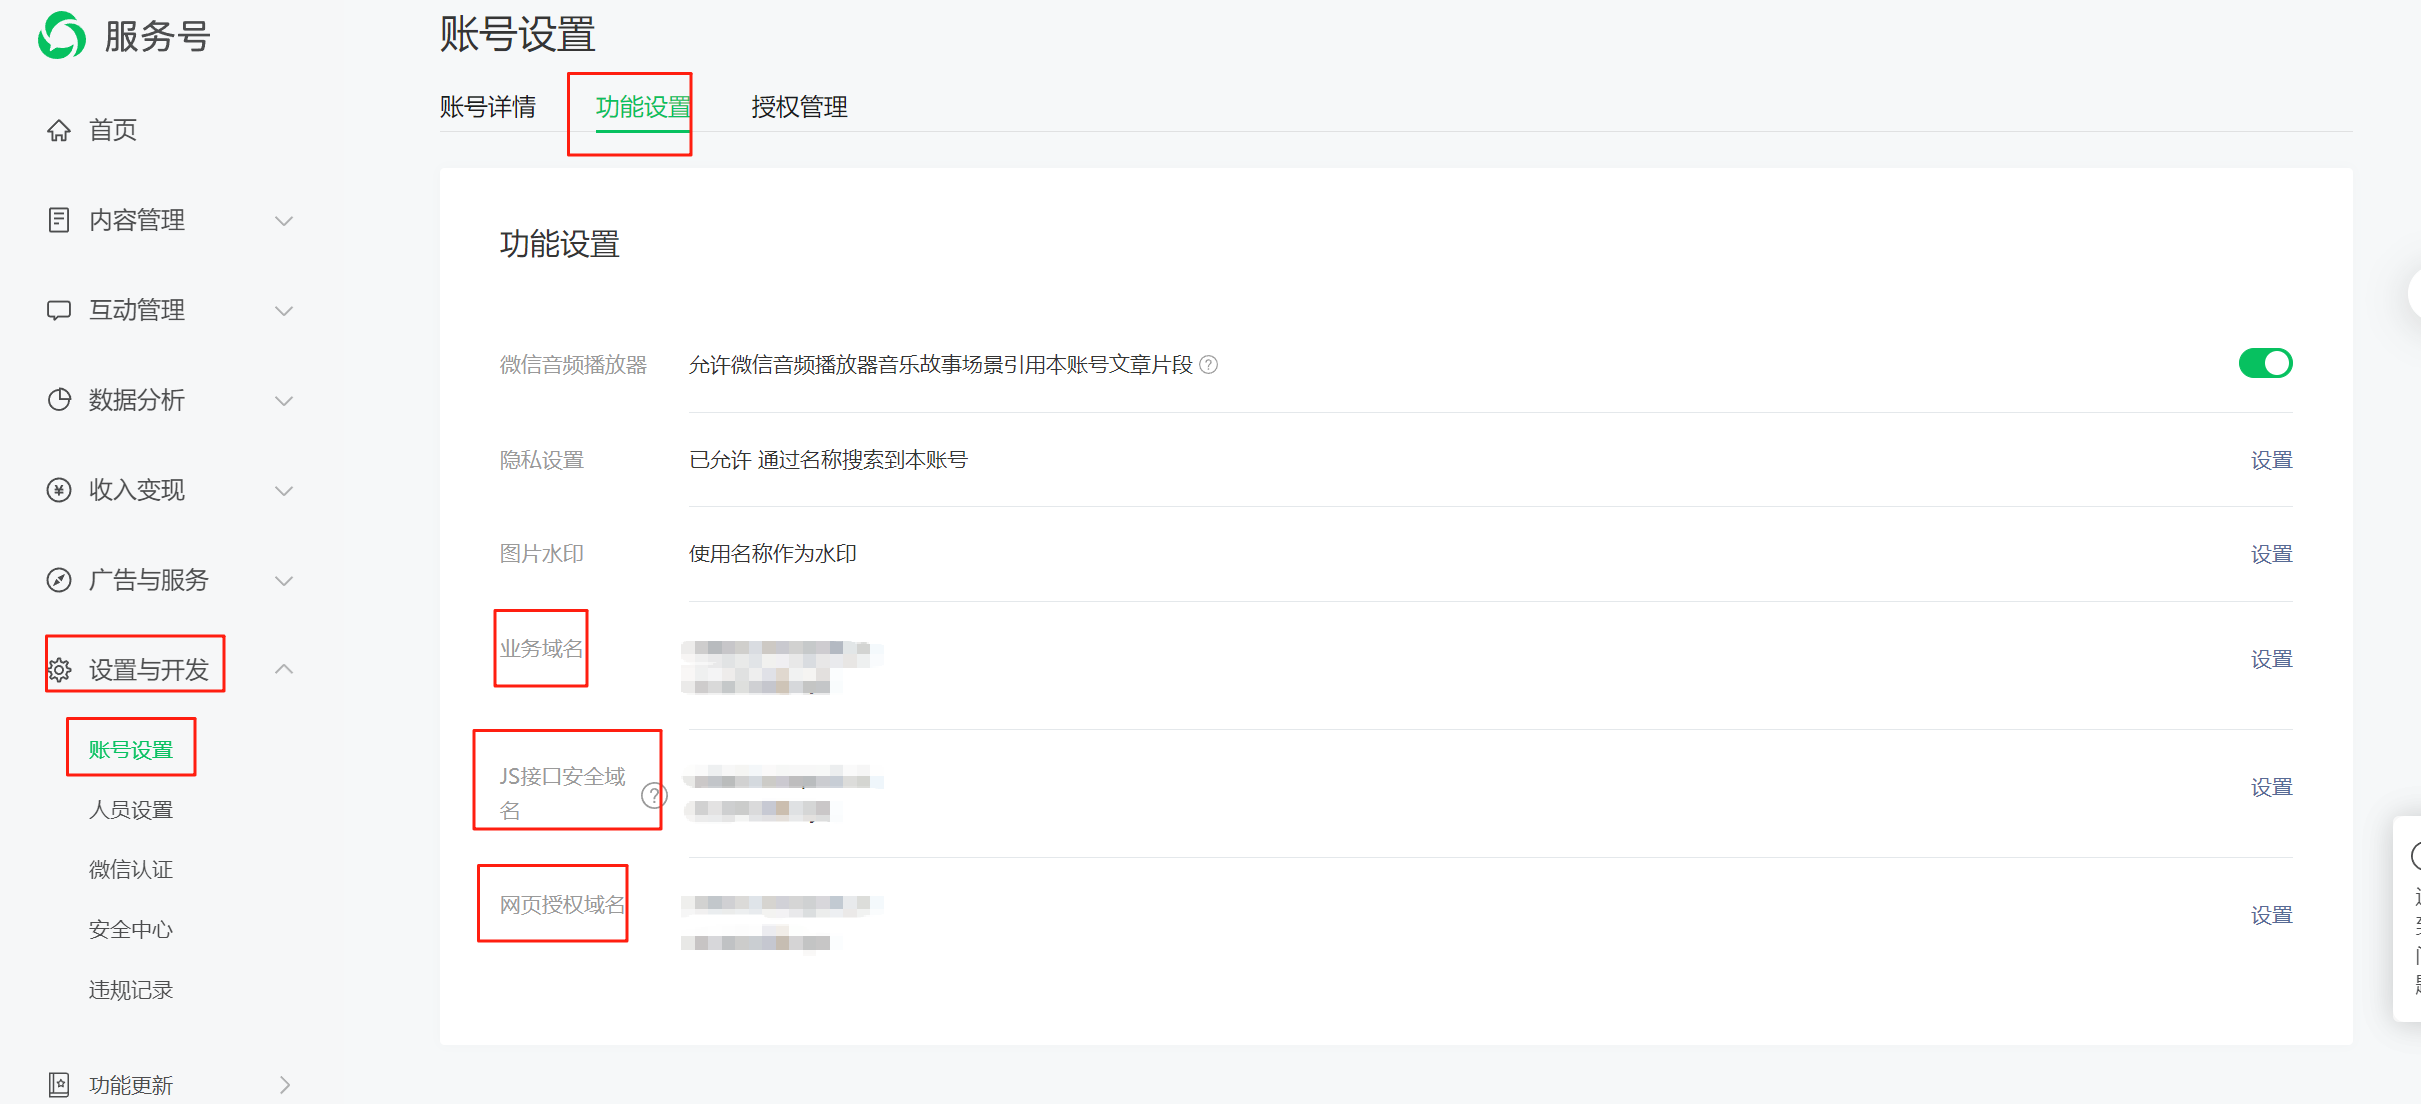 服务号
首页
内容管理
互动管理
数据分析
收入变现
广告与服务
设置与开发
账号设置
人员设置
微信认证
安全中心
违规记录
功能更新
账号设置
账号详情 功能设置 授权管理
功能设置
微信音频播放器 允许微信音频播放器音乐故事场景引用本账号文章片段
隐私设置 已允许 通过名称搜索到本账号 设置
图片水印 使用名称作为水印 设置
业务域名 设置
JS接口安全域
名 设置
网页授权域名 设置